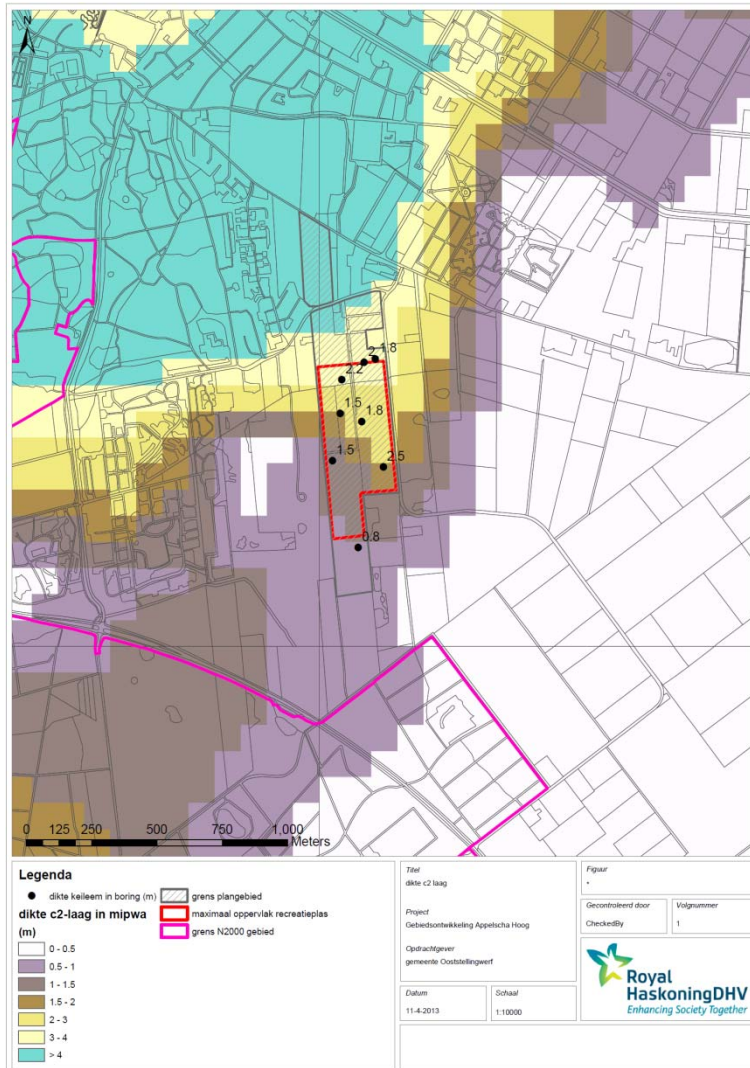 N
2
1.8
2.2
1.5
1.8
1.5
2.5
0.8
0 125 250 500 750 1,000
Meters
Legenda
dikte keileem in boring (m)
dikte c2-laag in mipwa
(m)
0 - 0.5
0.5 - 1
1 - 1.5
1.5 - 2
2 - 3
3 - 4
> 4
grens plangebied
maximaal oppervlak recreatieplas
grens N2000 gebied
Titel
dikte c2 laag
Project
Gebiedsontwikkeling Appelscha Hoog
Opdrachtgever
gemeente Ooststellingwerf
Datum
11-4-2013
Schaal
1:10000
Figuur
Gecontroleerd door
CheckedBy
Volgnummer
1
Royal
HaskoningDHV
Enhancing Society Together